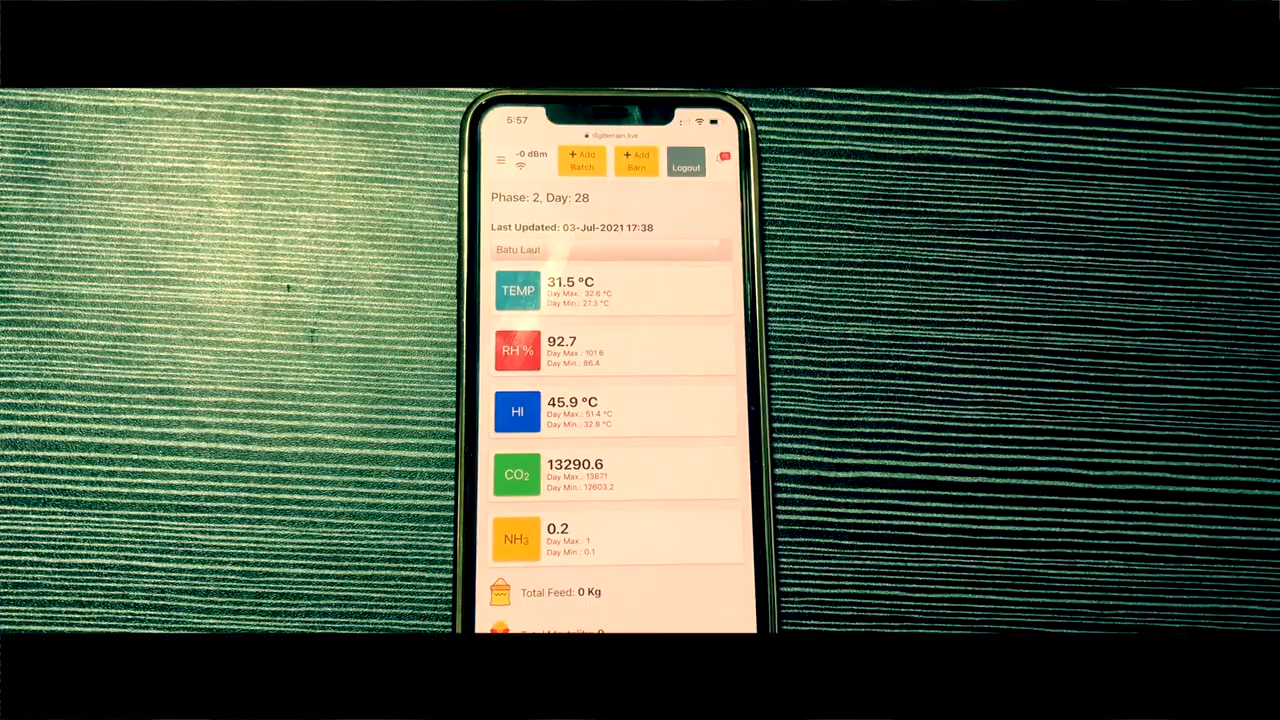 5:57
digiterrain.live
-0 dBm
+ Add Batch
+ Add Barn
Logout
Phase: 2, Day: 28
Last Updated: 03-Jul-2021 17:38
Batu Laut
TEMP
31.5 °C
Day Max.: 32.6 °C
Day Min.: 27.3 °C
RH %
92.7
Day Max.: 101.6
Day Min.: 86.4
HI
45.9 °C
Day Max.: 51.4 °C
Day Min.: 32.8 °C
CO₂
13290.6
Day Max.: 13871
Day Min.: 12603.2
NH₃
0.2
Day Max.: 1
Day Min.: 0.1
Total Feed: 0 Kg